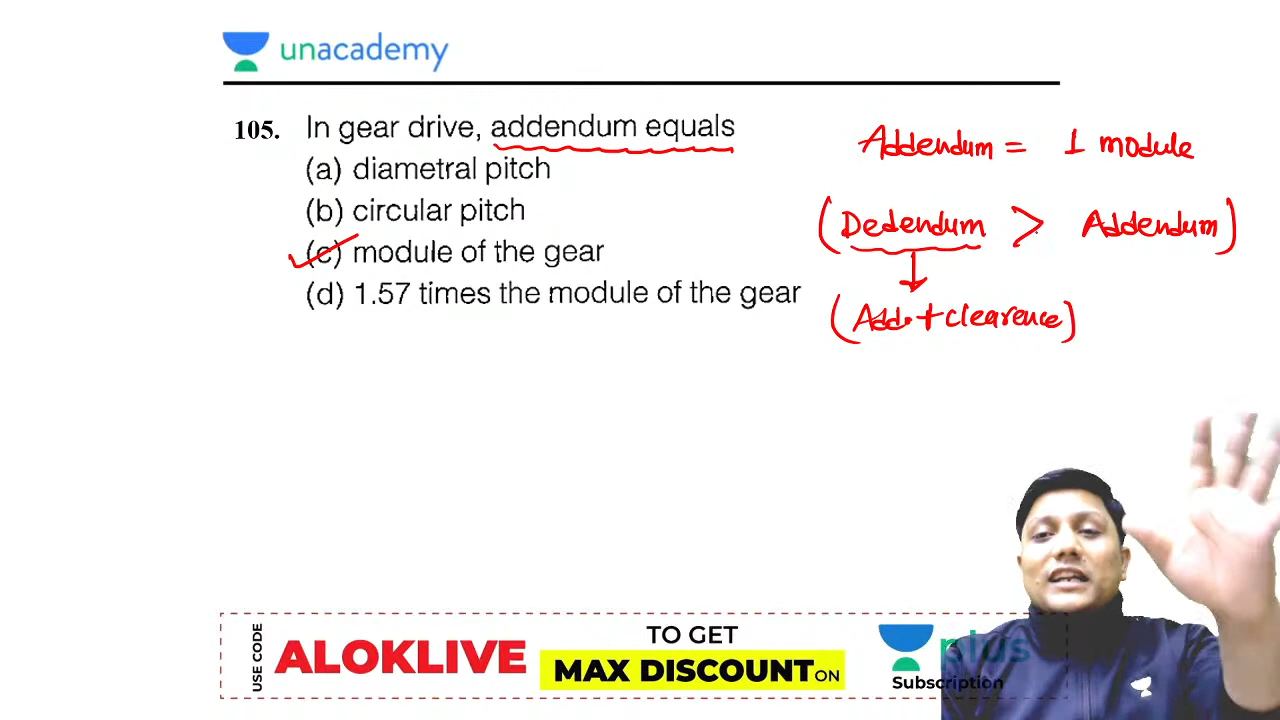 unacademy
105. In gear drive, addendum equals
(a) diametral pitch
(b) circular pitch
(c) module of the gear
(d) 1.57 times the module of the gear
Addendum = 1 module
(Dedendum > Addendum)
(Add. + clearence)
USE CODE
ALOKLIVE
TO GET
MAX DISCOUNT ON
plus
Subscription